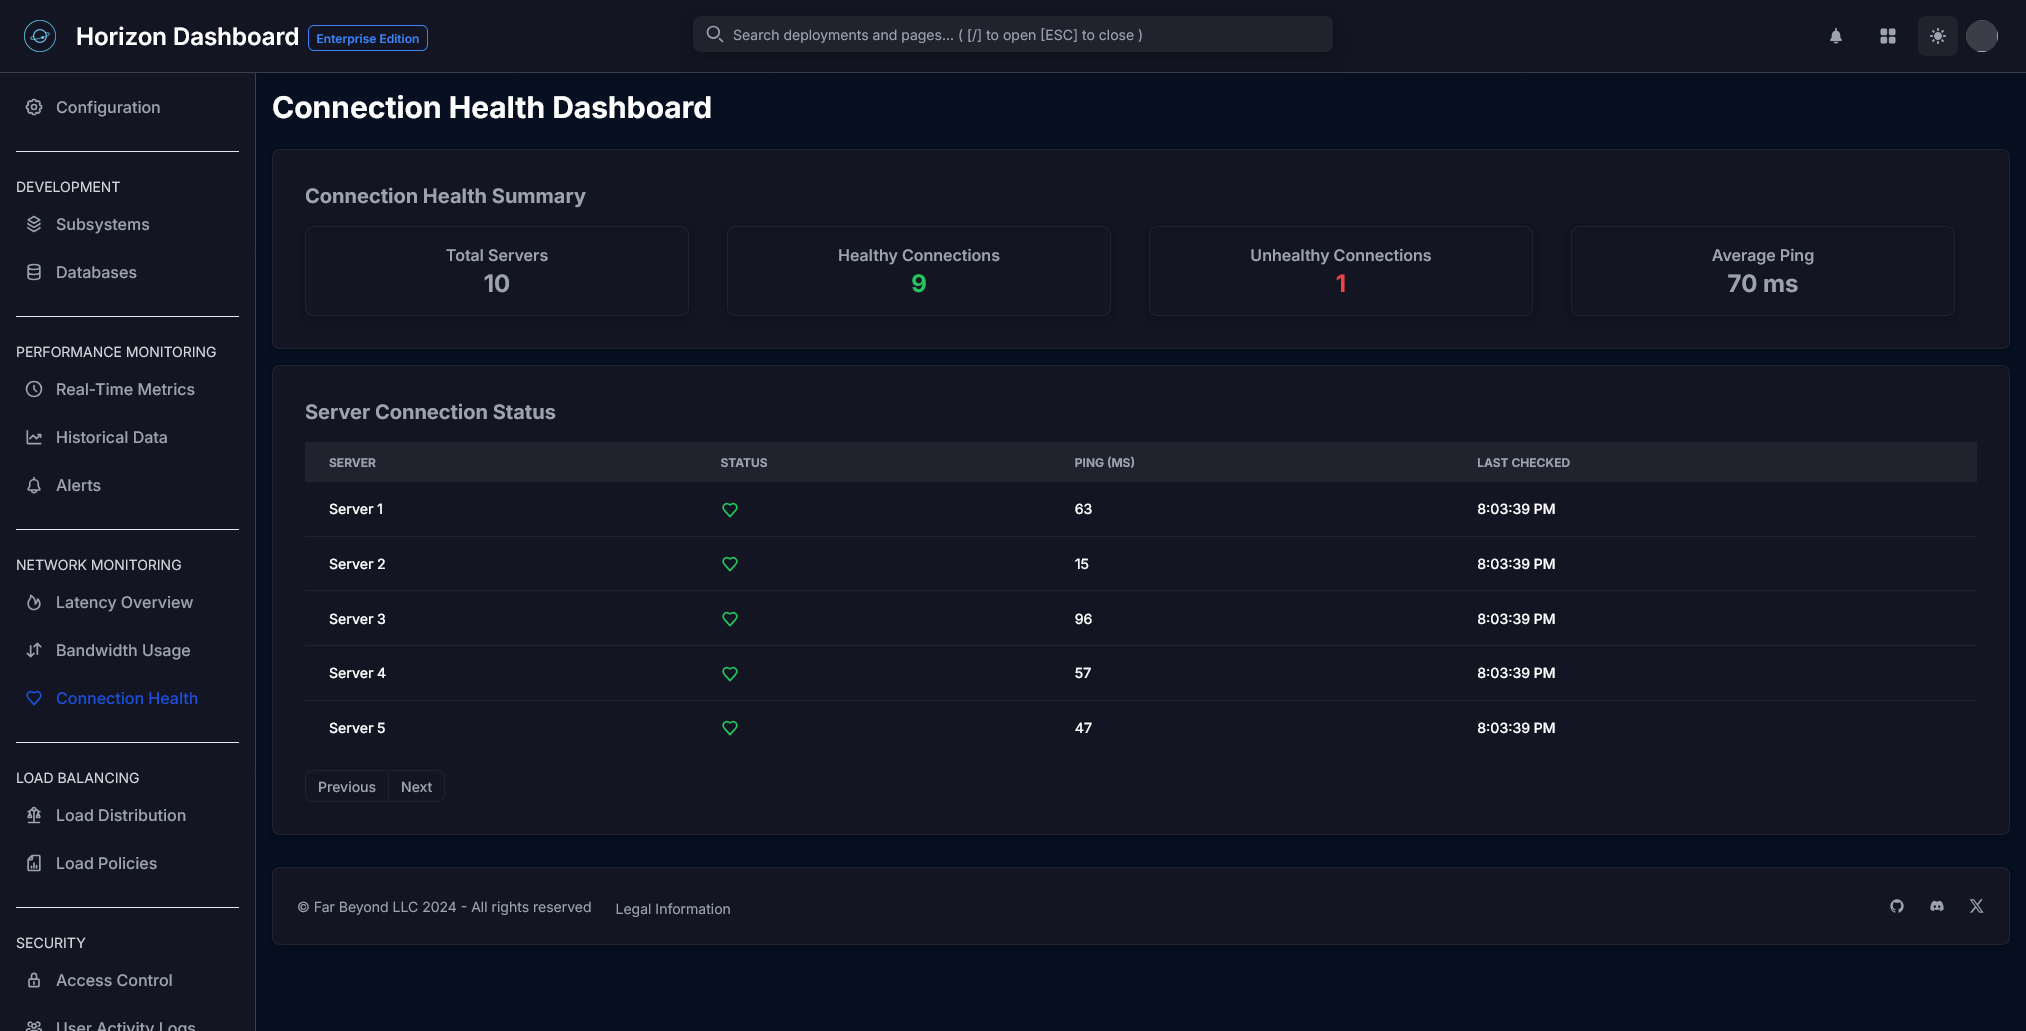 Horizon Dashboard
Enterprise Edition
Search deployments and pages... ( [/] to open [ESC] to close )
Configuration
DEVELOPMENT
Subsystems
Databases
PERFORMANCE MONITORING
Real-Time Metrics
Historical Data
Alerts
NETWORK MONITORING
Latency Overview
Bandwidth Usage
Connection Health
LOAD BALANCING
Load Distribution
Load Policies
SECURITY
Access Control
User Activity Logs
Connection Health Dashboard
Connection Health Summary
Total Servers
10
Healthy Connections
9
Unhealthy Connections
1
Average Ping
70 ms
Server Connection Status
SERVER STATUS PING (MS) LAST CHECKED
Server 1 63 8:03:39 PM
Server 2 15 8:03:39 PM
Server 3 96 8:03:39 PM
Server 4 57 8:03:39 PM
Server 5 47 8:03:39 PM
Previous Next
© Far Beyond LLC 2024 - All rights reserved Legal Information